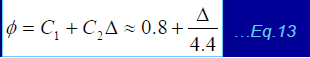 ϕ = C₁ + C₂Δ ≈ 0.8 + Δ/4.4 ...Eq.13